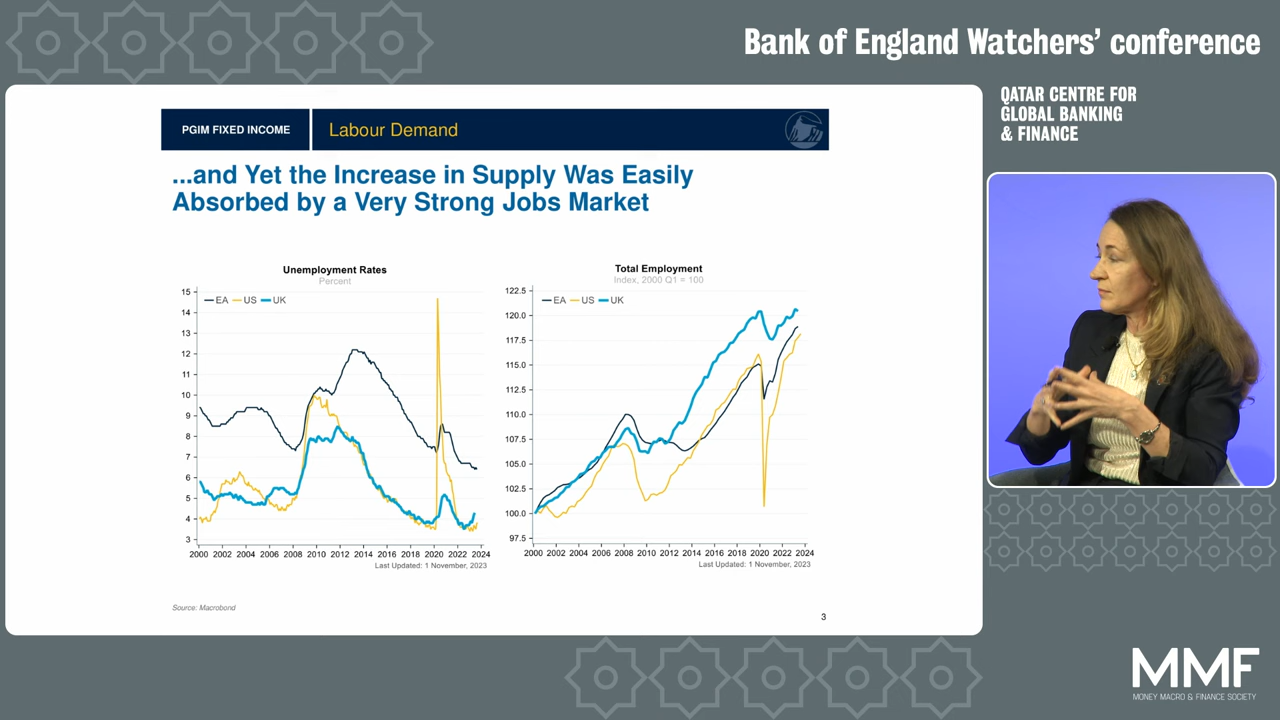 Bank of England Watchers' conference
QATAR CENTRE FOR
GLOBAL BANKING
& FINANCE
PGIM FIXED INCOME
Labour Demand
...and Yet the Increase in Supply Was Easily
Absorbed by a Very Strong Jobs Market
Unemployment Rates
Percent
EA US UK
15
14
13
12
11
10
9
8
7
6
5
4
3
2000 2002 2004 2006 2008 2010 2012 2014 2016 2018 2020 2022 2024
Last Updated: 1 November, 2023
Total Employment
Index, 2000 Q1 = 100
EA US UK
122.5
120.0
117.5
115.0
112.5
110.0
107.5
105.0
102.5
100.0
97.5
2000 2002 2004 2006 2008 2010 2012 2014 2016 2018 2020 2022 2024
Last Updated: 1 November, 2023
Source: Macrobond
3
MMF
MONEY MACRO & FINANCE SOCIETY